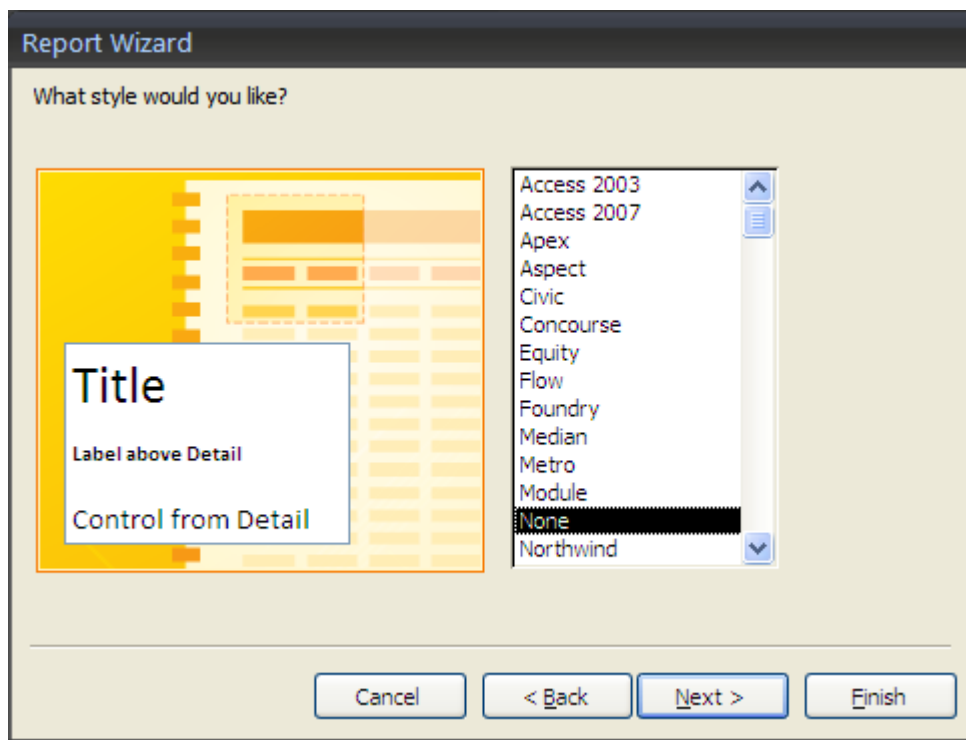 Report Wizard
What style would you like?
Title
Label above Detail
Control from Detail
Access 2003
Access 2007
Apex
Aspect
Civic
Concourse
Equity
Flow
Foundry
Median
Metro
Module
None
Northwind
Cancel
< Back
Next >
Finish